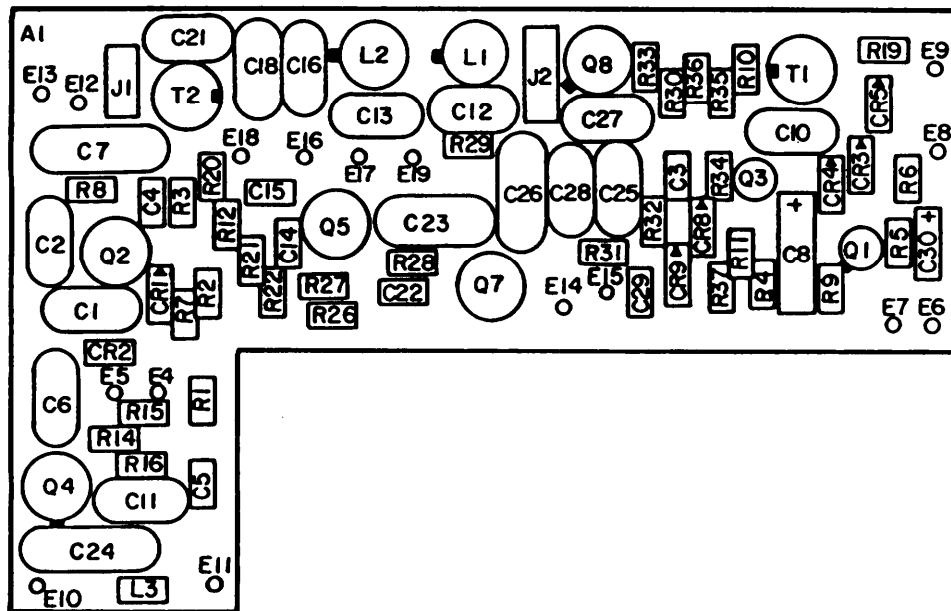 A1
C21
C18
C16
L2
L1
J2
Q8
R33
R30
R36
R35
R10
T1
R19
E9
E13
E12
J1
T2
C13
C12
C27
C10
CR5
E8
C7
E18
E16
E17
E19
R29
C26
C28
C25
C3
R34
Q3
CR4
CR3
R6
R8
C4
R3
R20
C15
R12
C14
Q5
C23
R32
CR8
C8
+
Q1
R5
C30
+
C2
Q2
R21
R22
R28
R31
R11
C1
CR1
R7
R2
R27
C22
R26
Q7
E14
E15
C29
CR9
R37
R4
R9
E7
E6
CR2
E5
E4
C6
R15
R1
R14
R16
Q4
C11
C5
C24
E10
L3
E11